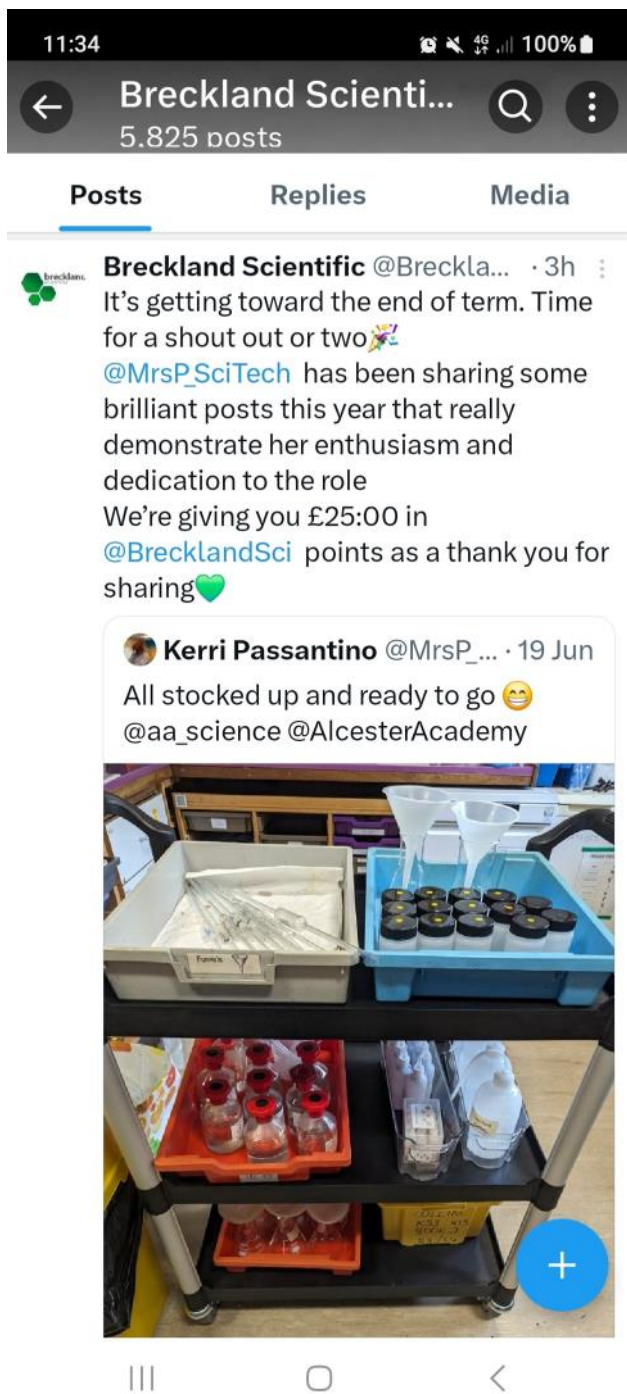 11:34
4G
100%
Breckland Scienti...
5,825 posts
Posts
Replies
Media
Breckland Scientific @Breckla... · 3h
It's getting toward the end of term. Time
for a shout out or two🎉
@MrsP_SciTech has been sharing some
brilliant posts this year that really
demonstrate her enthusiasm and
dedication to the role
We're giving you £25:00 in
@BrecklandSci points as a thank you for
sharing💚
Kerri Passantino @MrsP_... · 19 Jun
All stocked up and ready to go 😁
@aa_science @AlcesterAcademy
Funnels